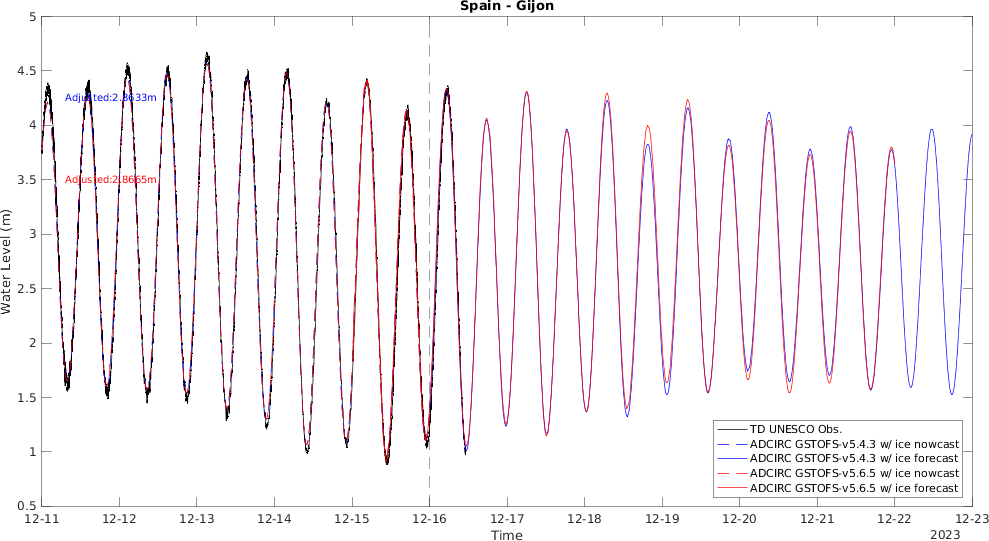 Spain - Gijon
5
4.5
4
3.5
3
2.5
2
1.5
1
0.5
Water Level (m)
Adjusted:2.8633m
Adjusted:2.8665m
TD UNESCO Obs.
ADCIRC GSTOFS-v5.4.3 w/ ice nowcast
ADCIRC GSTOFS-v5.4.3 w/ ice forecast
ADCIRC GSTOFS-v5.6.5 w/ ice nowcast
ADCIRC GSTOFS-v5.6.5 w/ ice forecast
12-11 12-12 12-13 12-14 12-15 12-16 12-17 12-18 12-19 12-20 12-21 12-22 12-23
Time
2023